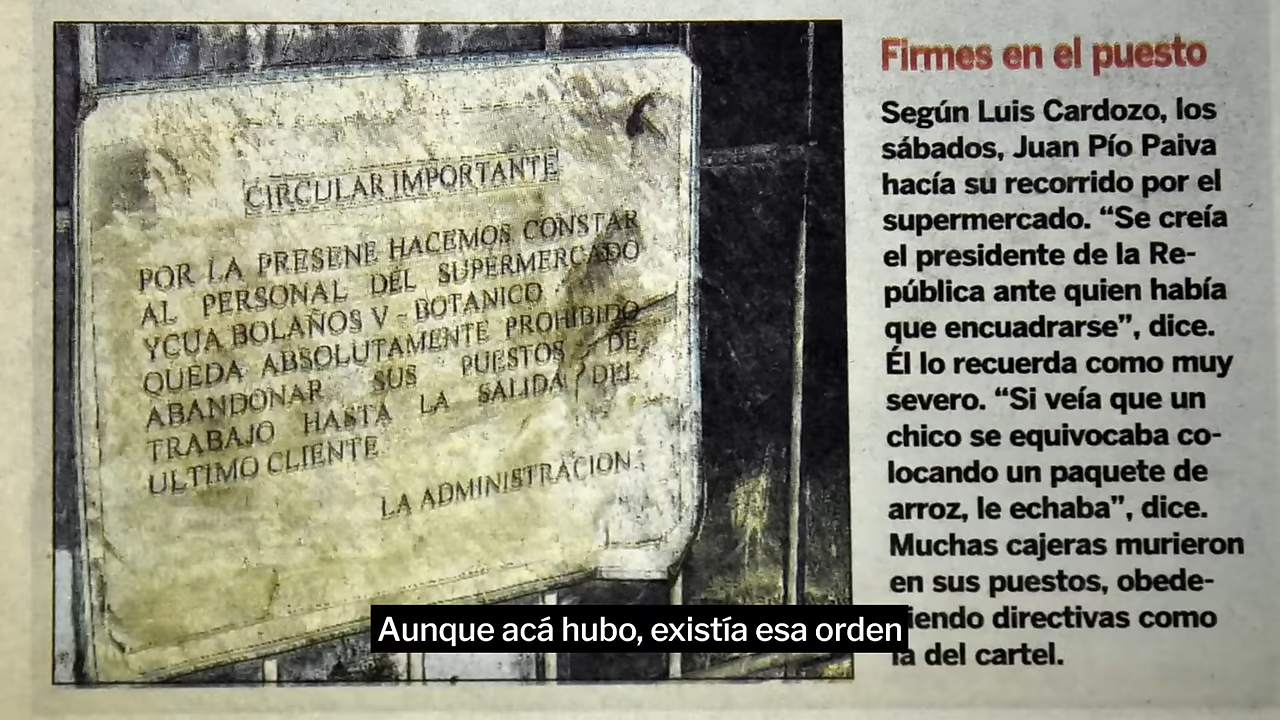 CIRCULAR IMPORTANTE
POR LA PRESENE HACEMOS CONSTAR
AL PERSONAL DEL SUPERMERCADO
YCUA BOLAÑOS V - BOTANICO
QUEDA ABSOLUTAMENTE PROHIBIDO
ABANDONAR SUS PUESTOS DE
TRABAJO HASTA LA SALIDA DEL
ULTIMO CLIENTE
LA ADMINISTRACION
Firmes en el puesto
Según Luis Cardozo, los
sábados, Juan Pío Paiva
hacía su recorrido por el
supermercado. “Se creía
el presidente de la Re-
pública ante quien había
que encuadrarse”, dice.
Él lo recuerda como muy
severo. “Si veía que un
chico se equivocaba co-
locando un paquete de
arroz, le echaba”, dice.
Muchas cajeras murieron
en sus puestos, obede-
iendo directivas como
la del cartel.
Aunque acá hubo, existía esa orden